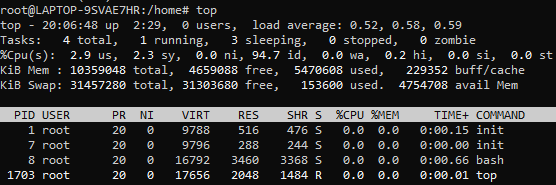 root@LAPTOP-9SVAE7HR:/home# top
top - 20:06:48 up  2:29,  0 users,  load average: 0.52, 0.58, 0.59
Tasks:   4 total,   1 running,   3 sleeping,   0 stopped,   0 zombie
%Cpu(s):  2.9 us,  2.3 sy,  0.0 ni, 94.7 id,  0.0 wa,  0.2 hi,  0.0 si,  0.0 st
KiB Mem : 10359048 total,  4659088 free,  5470608 used,   229352 buff/cache
KiB Swap: 31457280 total, 31303680 free,   153600 used.  4754708 avail Mem
PID USER      PR  NI    VIRT    RES    SHR S  %CPU %MEM     TIME+ COMMAND
1 root      20   0    9788    516    476 S   0.0  0.0   0:00.15 init
7 root      20   0    9796    288    244 S   0.0  0.0   0:00.00 init
8 root      20   0   16792   3460   3368 S   0.0  0.0   0:00.66 bash
1703 root      20   0   17656   2048   1484 R   0.0  0.0   0:00.01 top